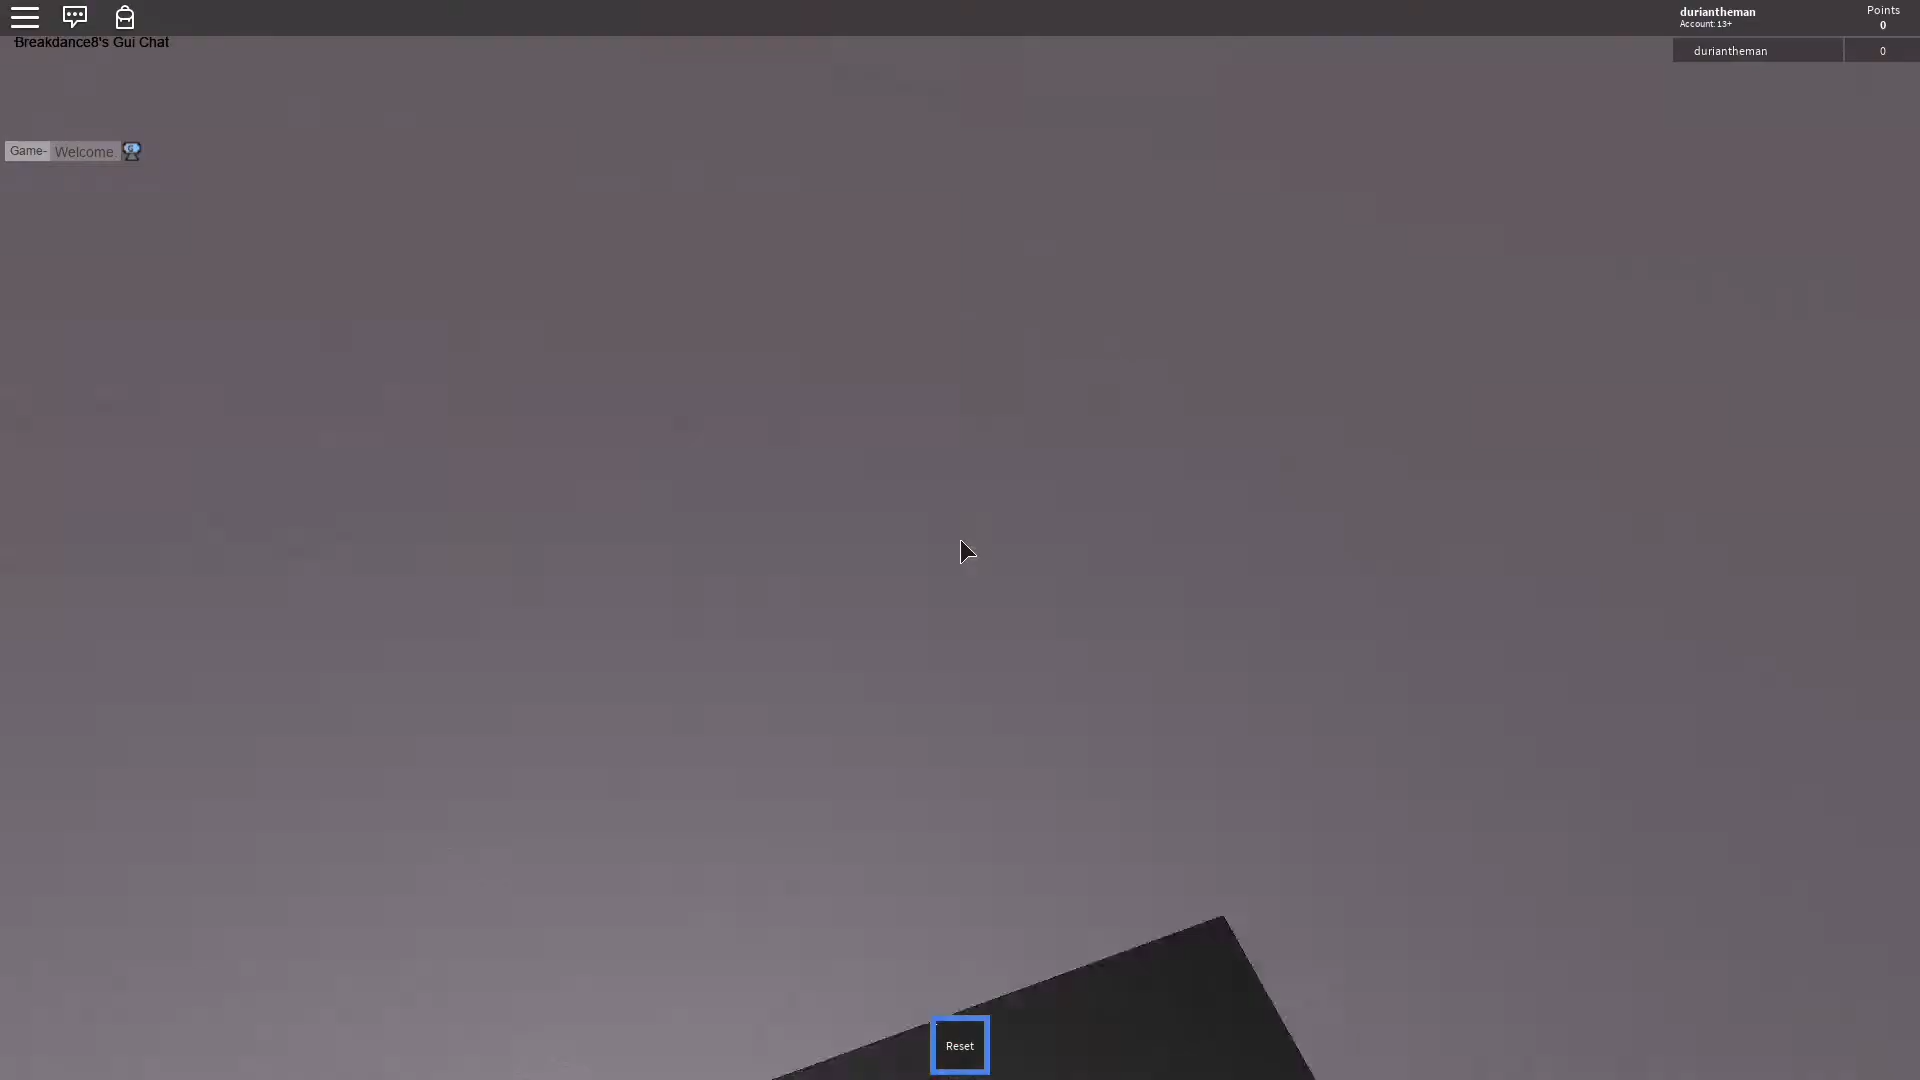 duriantheman
Account: 13+
Points
0
Breakdance8's Gui Chat
duriantheman
0
Game-
Welcome.
Reset